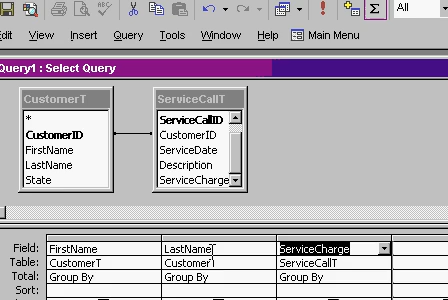 All
Edit View Insert Query Tools Window Help Main Menu
Query1 : Select Query
CustomerT ServiceCallT
*
CustomerID
FirstName
LastName
State
ServiceCallID
CustomerID
ServiceDate
Description
ServiceCharge
Field: FirstName LastName ServiceCharge
Table: CustomerT CustomerT ServiceCallT
Total: Group By Group By Group By
Sort: